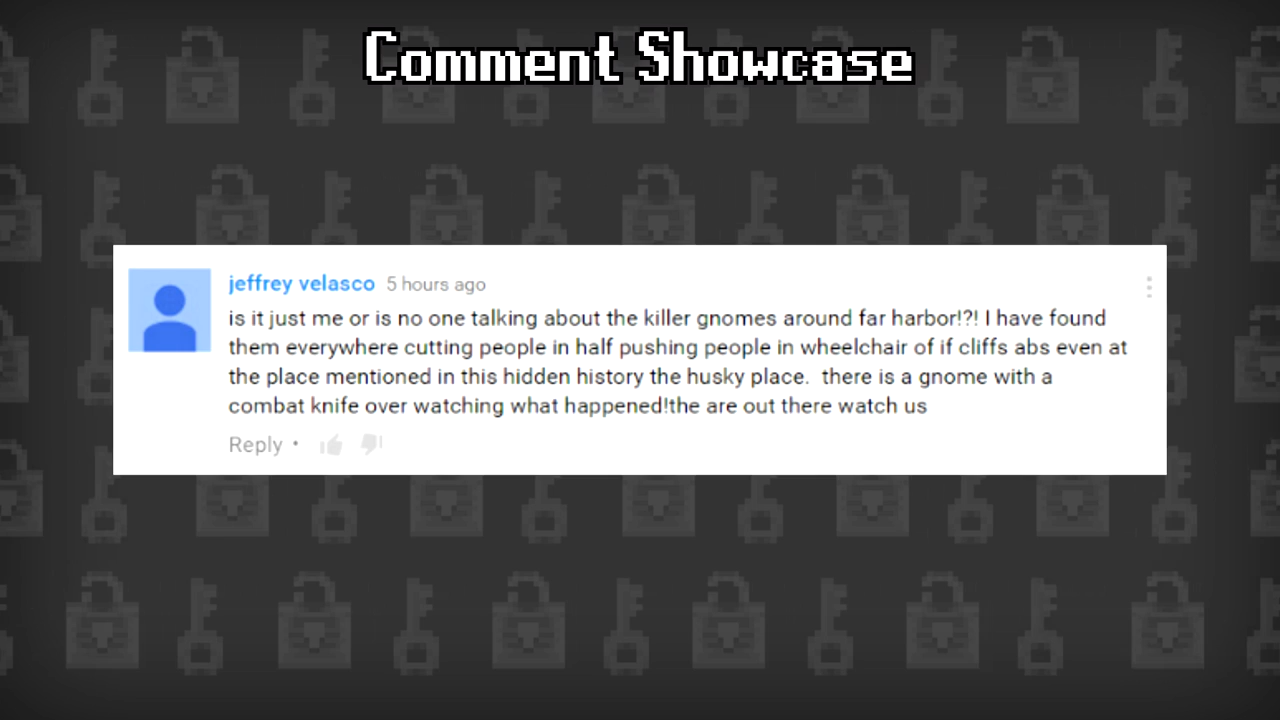 Comment Showcase
jeffrey velasco 5 hours ago
is it just me or is no one talking about the killer gnomes around far harbor!?! I have found
them everywhere cutting people in half pushing people in wheelchair of if cliffs abs even at
the place mentioned in this hidden history the husky place.  there is a gnome with a
combat knife over watching what happened!the are out there watch us
Reply •